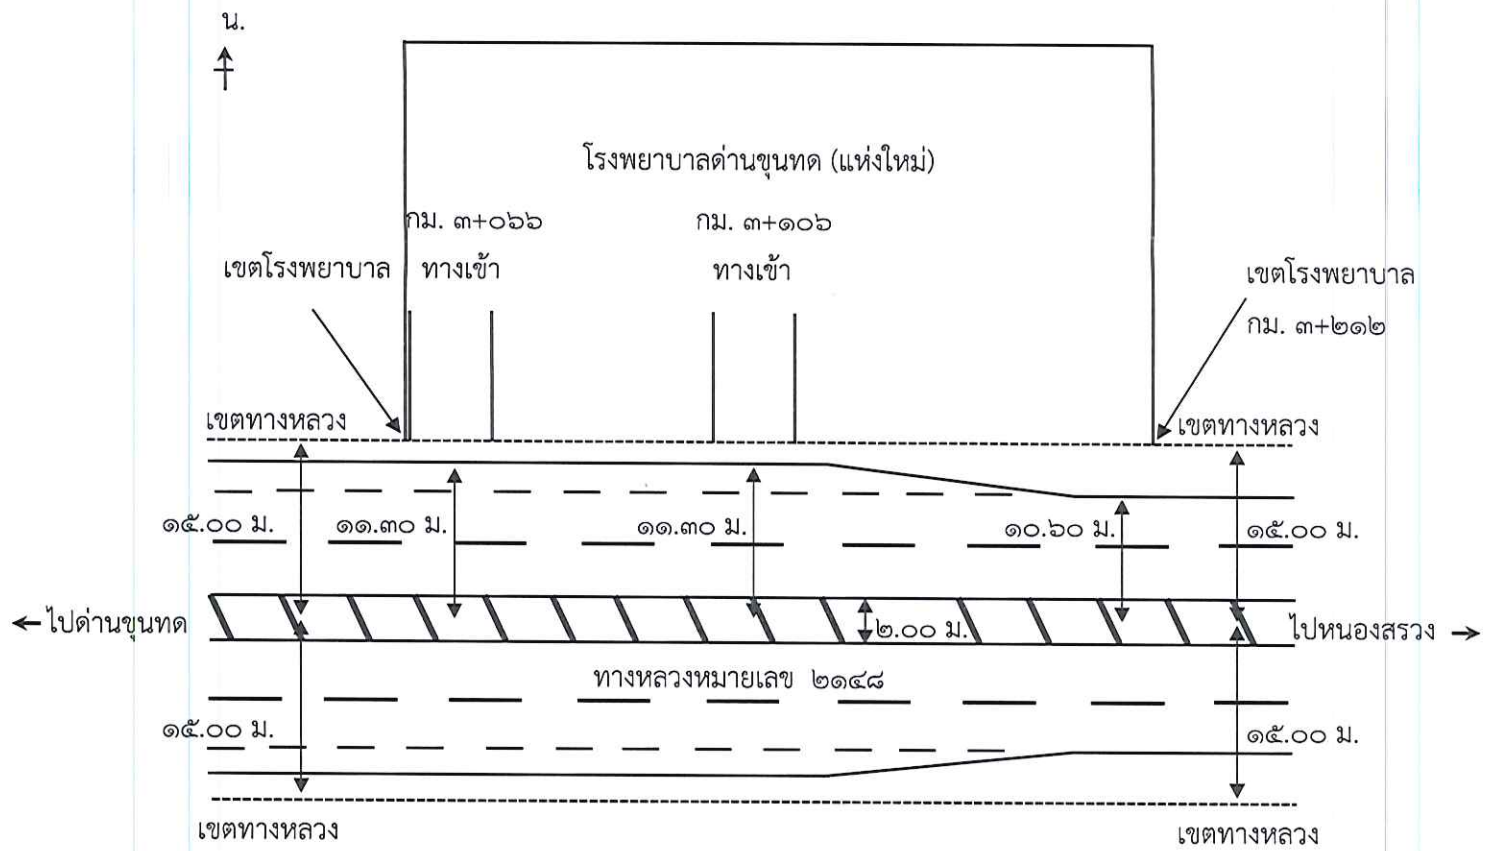 น.
โรงพยาบาลด่านขุนทด (แห่งใหม่)
กม. ๓+๐๖๖
กม. ๓+๑๐๖
เขตโรงพยาบาล
ทางเข้า
ทางเข้า
เขตโรงพยาบาล
กม. ๓+๒๑๒
เขตทางหลวง
เขตทางหลวง
๑๕.๐๐ ม.
๑๑.๓๐ ม.
๑๑.๓๐ ม.
๑๐.๖๐ ม.
๑๕.๐๐ ม.
ไปด่านขุนทด
๒.๐๐ ม.
ไปหนองสรวง
ทางหลวงหมายเลข ๒๑๔๘
๑๕.๐๐ ม.
๑๕.๐๐ ม.
เขตทางหลวง
เขตทางหลวง